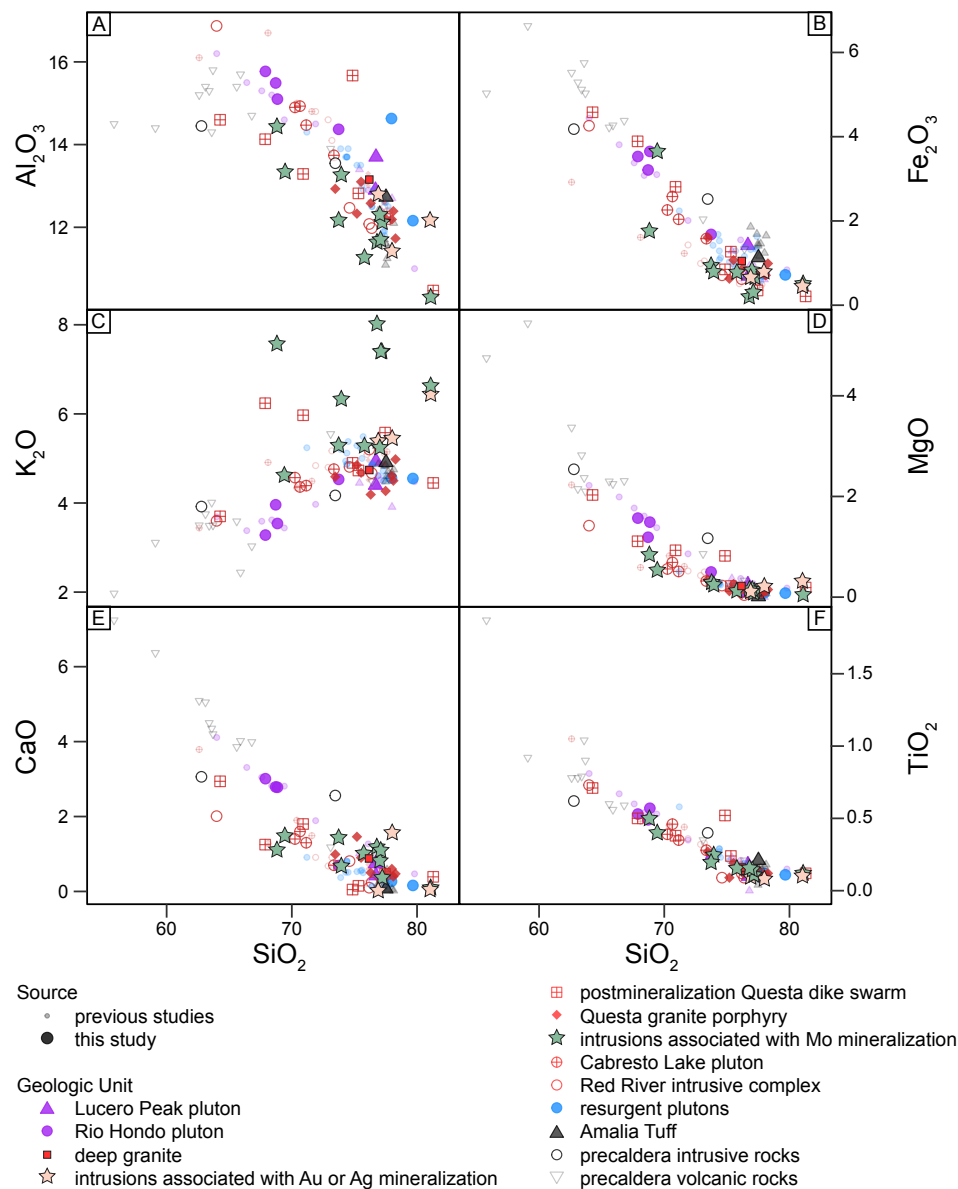 A
B
16
14
12
Al₂O₃
6
4
2
0
Fe₂O₃
C
D
8
6
4
2
K₂O
4
2
0
MgO
E
F
6
4
2
0
CaO
1.5
1.0
0.5
0.0
TiO₂
60 70 80
60 70 80
SiO₂
SiO₂
Source
previous studies
this study
Geologic Unit
Lucero Peak pluton
Rio Hondo pluton
deep granite
intrusions associated with Au or Ag mineralization
postmineralization Questa dike swarm
Questa granite porphyry
intrusions associated with Mo mineralization
Cabresto Lake pluton
Red River intrusive complex
resurgent plutons
Amalia Tuff
precaldera intrusive rocks
precaldera volcanic rocks